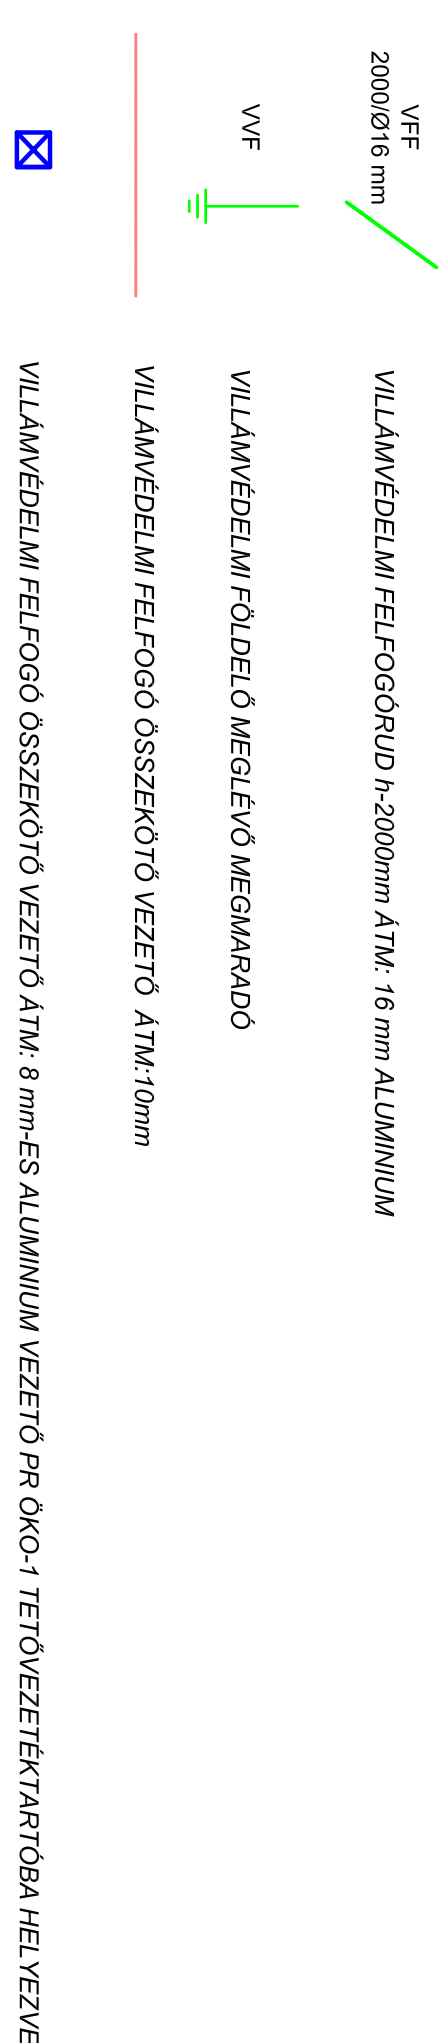 VFF
2000/Ø16 mm
VILLÁMVÉDELMI FELFOGÓRUD h-2000mm ÁTM: 16 mm ALUMINIUM
VVF
VILLÁMVÉDELMI FÖLDELŐ MEGLÉVŐ MEGMARADÓ
VILLÁMVÉDELMI FELFOGÓ ÖSSZEKÖTŐ VEZETŐ ÁTM:10mm
VILLÁMVÉDELMI FELFOGÓ ÖSSZEKÖTŐ VEZETŐ ÁTM: 8 mm-ES ALUMINIUM VEZETŐ PR ÖKO-1 TETŐVEZETÉKTARTÓBA HELYEZVE